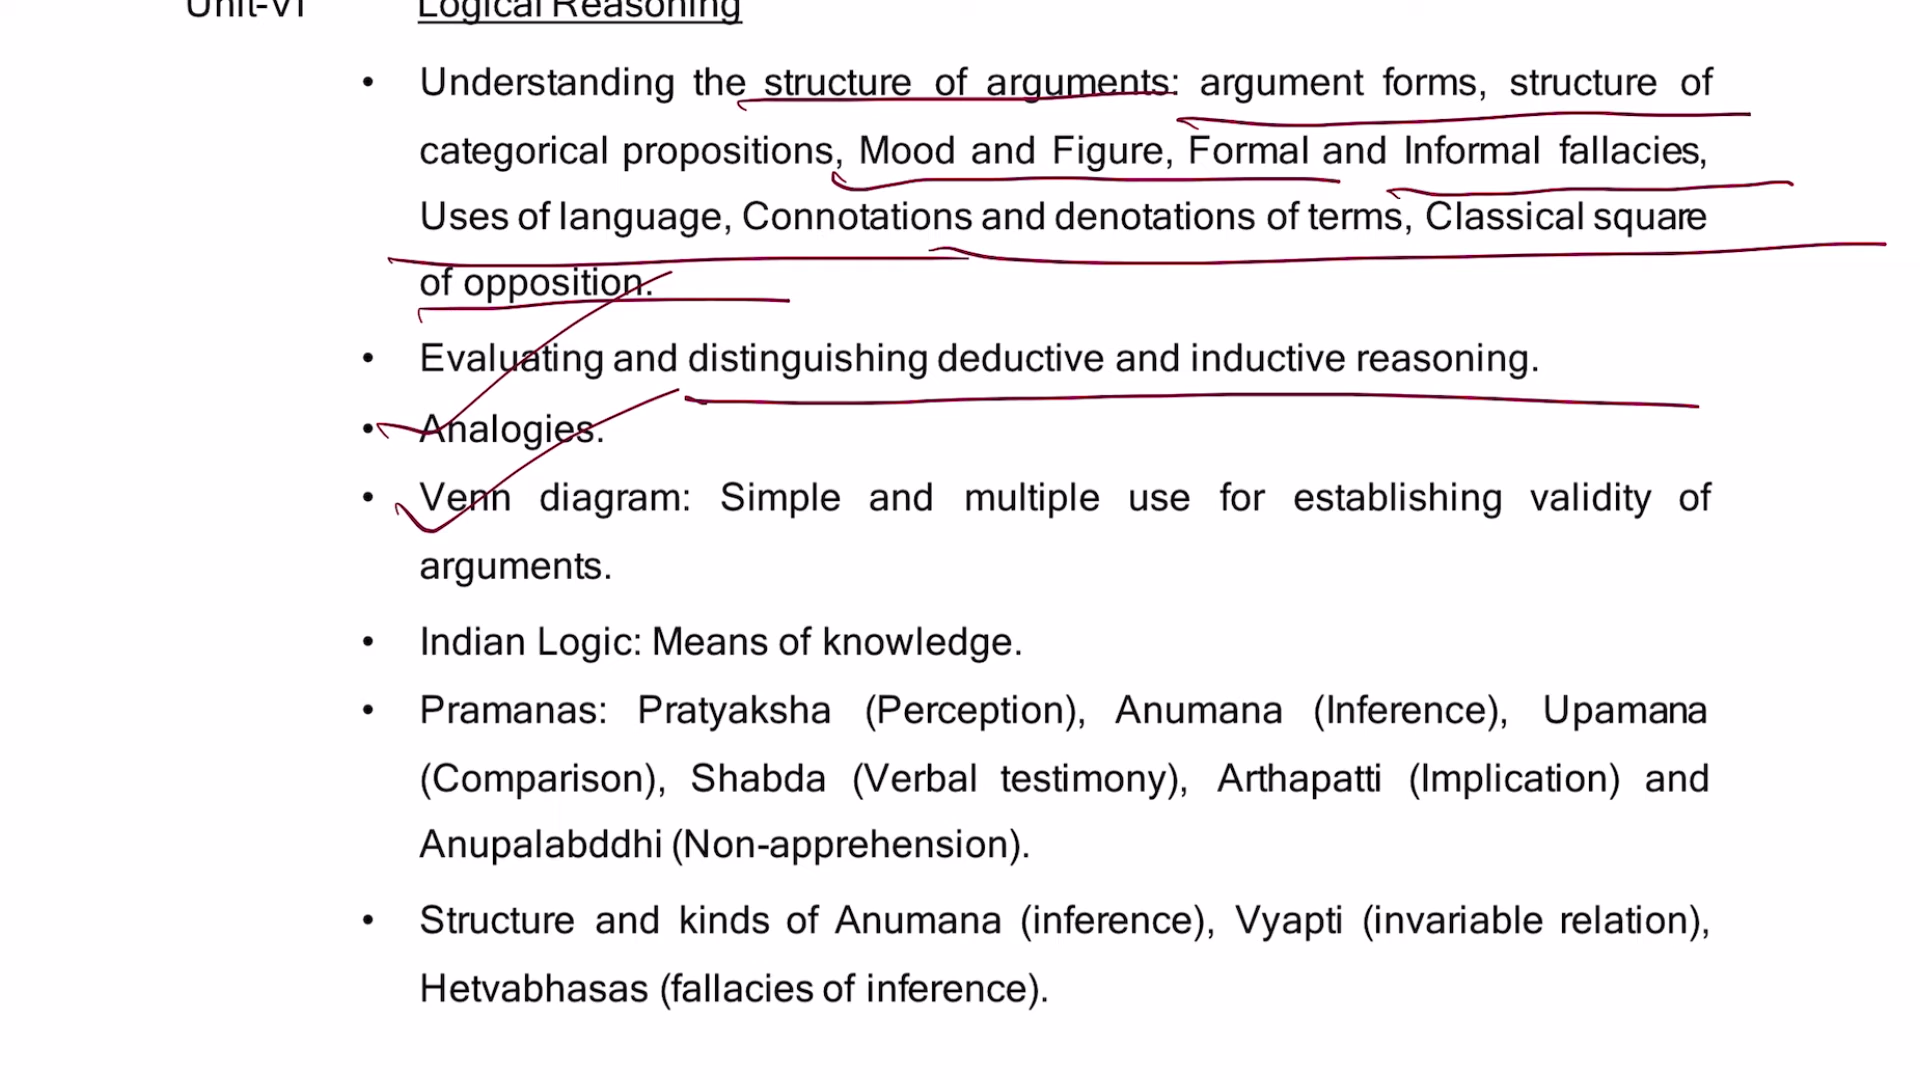 Unit-VI Logical Reasoning
• Understanding the structure of arguments: argument forms, structure of
categorical propositions, Mood and Figure, Formal and Informal fallacies,
Uses of language, Connotations and denotations of terms, Classical square
of opposition.
• Evaluating and distinguishing deductive and inductive reasoning.
• Analogies.
• Venn diagram: Simple and multiple use for establishing validity of
arguments.
• Indian Logic: Means of knowledge.
• Pramanas: Pratyaksha (Perception), Anumana (Inference), Upamana
(Comparison), Shabda (Verbal testimony), Arthapatti (Implication) and
Anupalabddhi (Non-apprehension).
• Structure and kinds of Anumana (inference), Vyapti (invariable relation),
Hetvabhasas (fallacies of inference).